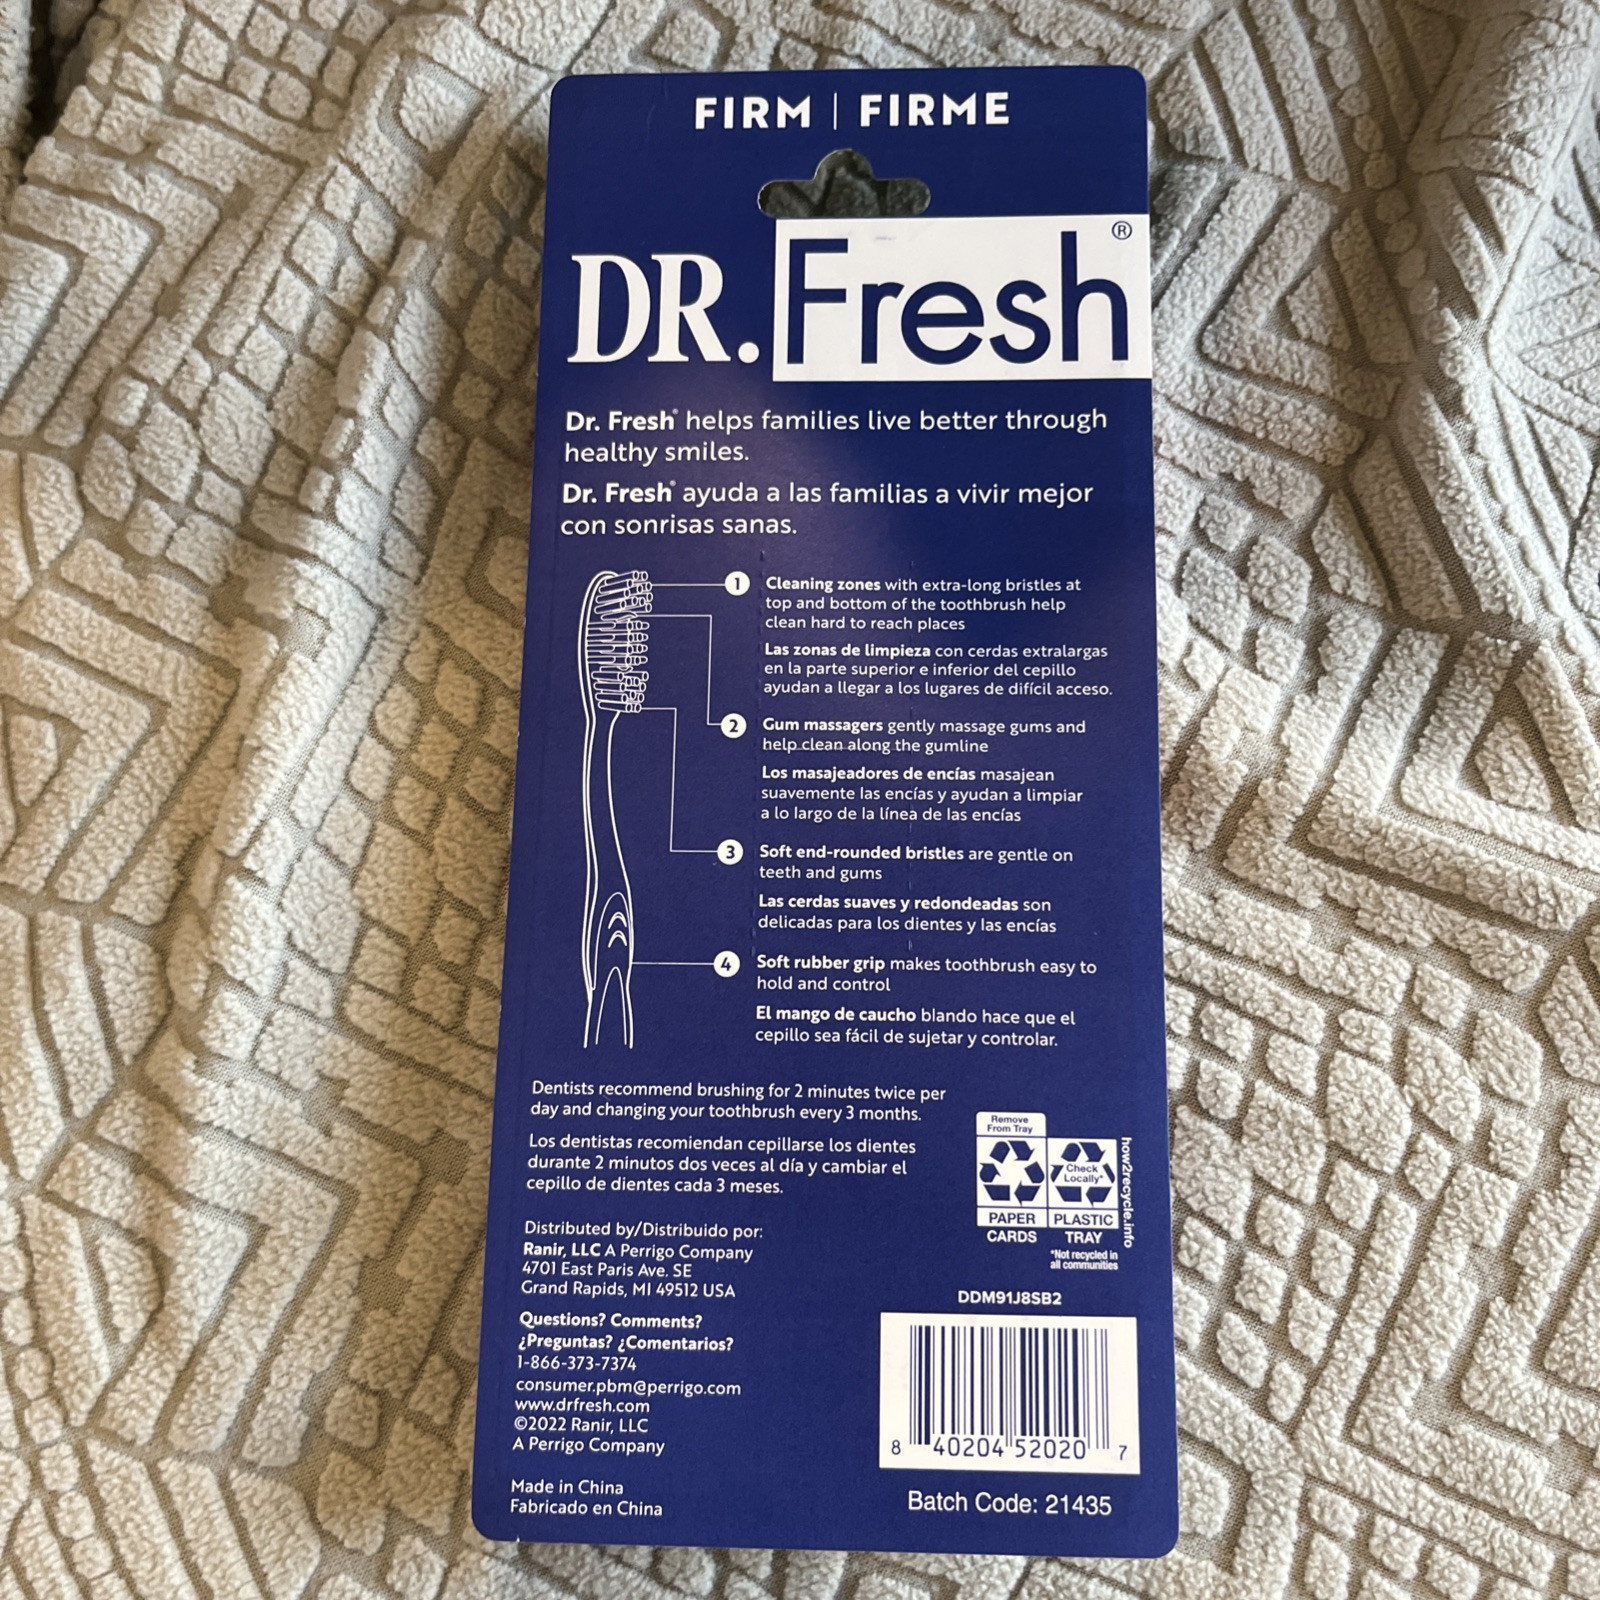 FIRM | FIRME
DR. Fresh®
Dr. Fresh® helps families live better through
healthy smiles.
Dr. Fresh® ayuda a las familias a vivir mejor
con sonrisas sanas.
1 Cleaning zones with extra-long bristles at
top and bottom of the toothbrush help
clean hard to reach places
Las zonas de limpieza con cerdas extralargas
en la parte superior e inferior del cepillo
ayudan a llegar a los lugares de difícil acceso.
2 Gum massagers gently massage gums and
help clean along the gumline
Los masajeadores de encías masajean
suavemente las encías y ayudan a limpiar
a lo largo de la línea de las encías
3 Soft end-rounded bristles are gentle on
teeth and gums
Las cerdas suaves y redondeadas son
delicadas para los dientes y las encías
4 Soft rubber grip makes toothbrush easy to
hold and control
El mango de caucho blando hace que el
cepillo sea fácil de sujetar y controlar.
Dentists recommend brushing for 2 minutes twice per
day and changing your toothbrush every 3 months.
Los dentistas recomiendan cepillarse los dientes
durante 2 minutos dos veces al día y cambiar el
cepillo de dientes cada 3 meses.
Remove
From Tray
Check
Locally*
PAPER
CARDS
PLASTIC
TRAY
*Not recycled in
all communities
how2recycle.info
Distributed by/Distribuido por:
Ranir, LLC A Perrigo Company
4701 East Paris Ave. SE
Grand Rapids, MI 49512 USA
Questions? Comments?
¿Preguntas? ¿Comentarios?
1-866-373-7374
consumer.pbm@perrigo.com
www.drfresh.com
©2022 Ranir, LLC
A Perrigo Company
Made in China
Fabricado en China
DDM91J8SB2
8 40204 52020 7
Batch Code: 21435